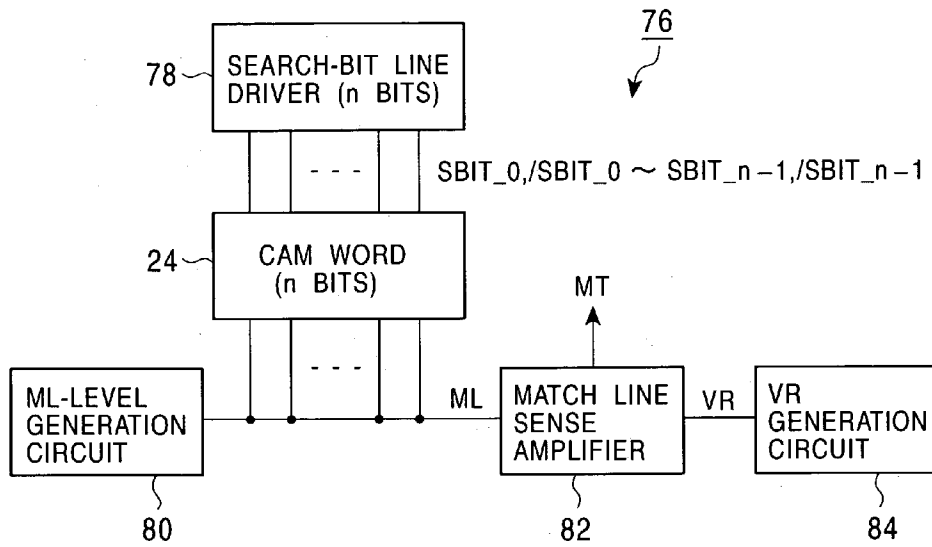 76
78
SEARCH-BIT LINE
DRIVER (n BITS)
- - -
SBIT_0,/SBIT_0 ~ SBIT_n-1,/SBIT_n-1
24
CAM WORD
(n BITS)
- - -
MT
ML-LEVEL
GENERATION
CIRCUIT
ML
MATCH LINE
SENSE
AMPLIFIER
VR
VR
GENERATION
CIRCUIT
80
82
84